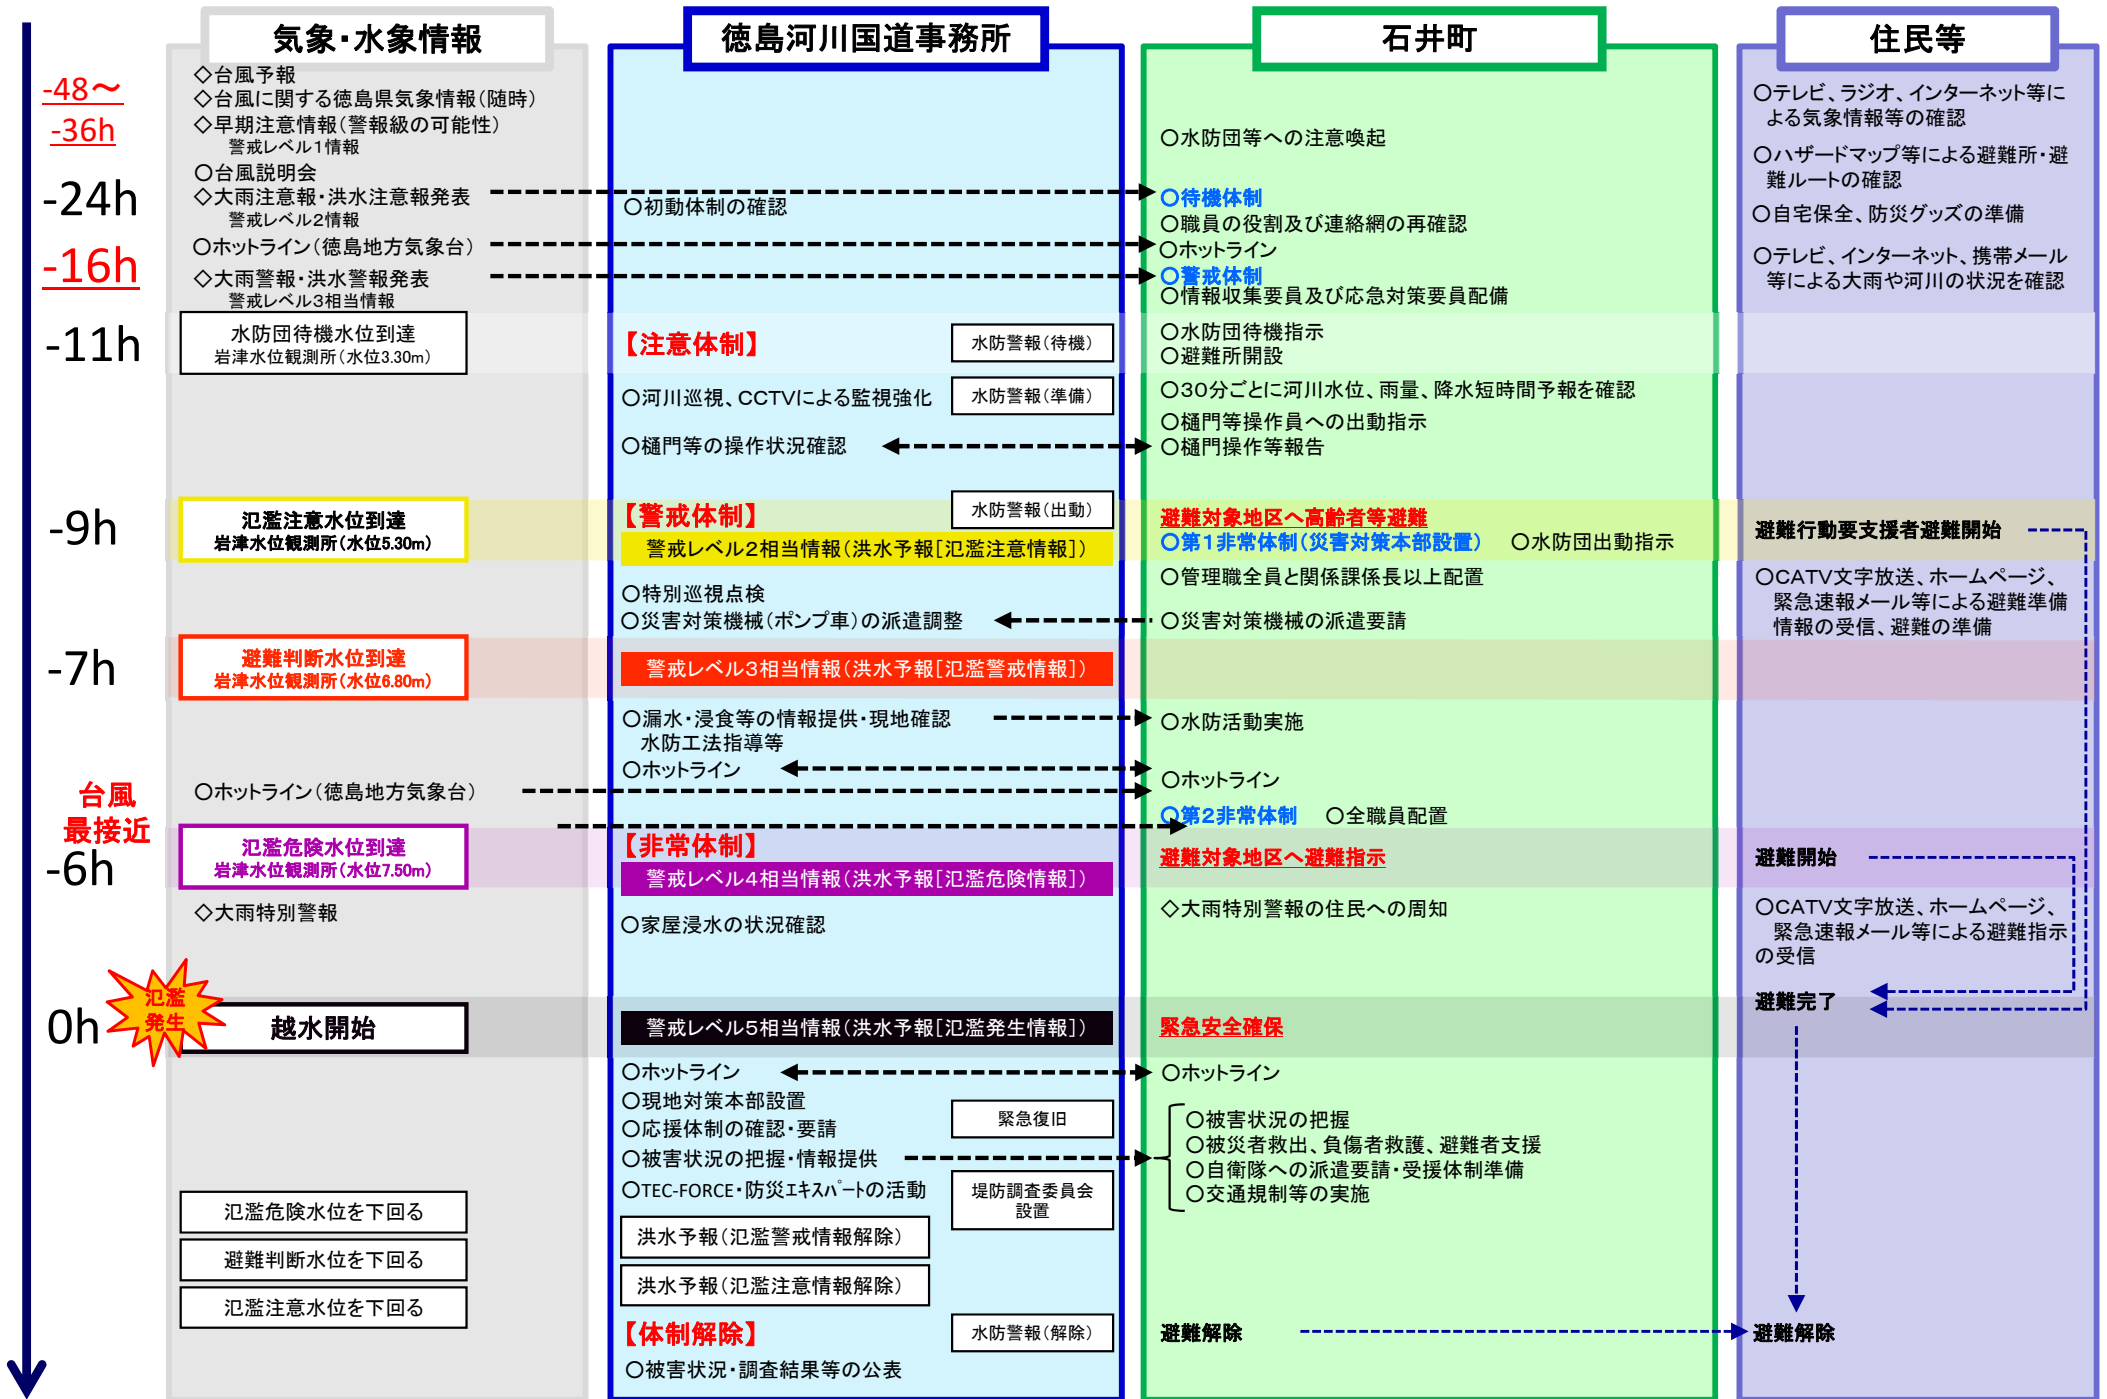 気象・水象情報
徳島河川国道事務所
石井町
住民等
-48～
-36h
-24h
-16h
-11h
-9h
-7h
台風
最接近
-6h
0h
氾濫
発生
◇台風予報
◇台風に関する徳島県気象情報(随時)
◇早期注意情報(警報級の可能性)
警戒レベル1情報
○台風説明会
◇大雨注意報・洪水注意報発表
警戒レベル2情報
○ホットライン(徳島地方気象台)
◇大雨警報・洪水警報発表
警戒レベル3相当情報
水防団待機水位到達
岩津水位観測所(水位3.30m)
氾濫注意水位到達
岩津水位観測所(水位5.30m)
避難判断水位到達
岩津水位観測所(水位6.80m)
○ホットライン(徳島地方気象台)
氾濫危険水位到達
岩津水位観測所(水位7.50m)
◇大雨特別警報
越水開始
氾濫危険水位を下回る
避難判断水位を下回る
氾濫注意水位を下回る
○初動体制の確認
【注意体制】
水防警報(待機)
○河川巡視、CCTVによる監視強化
水防警報(準備)
○樋門等の操作状況確認
【警戒体制】
水防警報(出動)
警戒レベル2相当情報(洪水予報[氾濫注意情報])
○特別巡視点検
○災害対策機械(ポンプ車)の派遣調整
警戒レベル3相当情報(洪水予報[氾濫警戒情報])
○漏水・浸食等の情報提供・現地確認
水防工法指導等
○ホットライン
【非常体制】
警戒レベル4相当情報(洪水予報[氾濫危険情報])
○家屋浸水の状況確認
警戒レベル5相当情報(洪水予報[氾濫発生情報])
○ホットライン
○現地対策本部設置
○応援体制の確認・要請
緊急復旧
○被害状況の把握・情報提供
○TEC-FORCE・防災ｴｷｽﾊﾟｰﾄの活動
堤防調査委員会
設置
洪水予報(氾濫警戒情報解除)
洪水予報(氾濫注意情報解除)
【体制解除】
水防警報(解除)
○被害状況・調査結果等の公表
○水防団等への注意喚起
○待機体制
○職員の役割及び連絡網の再確認
○ホットライン
○警戒体制
○情報収集要員及び応急対策要員配備
○水防団待機指示
○避難所開設
○30分ごとに河川水位、雨量、降水短時間予報を確認
○樋門等操作員への出動指示
○樋門操作等報告
避難対象地区へ高齢者等避難
○第1非常体制(災害対策本部設置) ○水防団出動指示
○管理職全員と関係課係長以上配置
○災害対策機械の派遣要請
○水防活動実施
○ホットライン
○第2非常体制 ○全職員配置
避難対象地区へ避難指示
◇大雨特別警報の住民への周知
緊急安全確保
○ホットライン
○被害状況の把握
○被災者救出、負傷者救護、避難者支援
○自衛隊への派遣要請・受援体制準備
○交通規制等の実施
避難解除
○テレビ、ラジオ、インターネット等に
よる気象情報等の確認
○ハザードマップ等による避難所・避
難ルートの確認
○自宅保全、防災グッズの準備
○テレビ、インターネット、携帯メール
等による大雨や河川の状況を確認
避難行動要支援者避難開始
○CATV文字放送、ホームページ、
緊急速報メール等による避難準備
情報の受信、避難の準備
避難開始
○CATV文字放送、ホームページ、
緊急速報メール等による避難指示
の受信
避難完了
避難解除